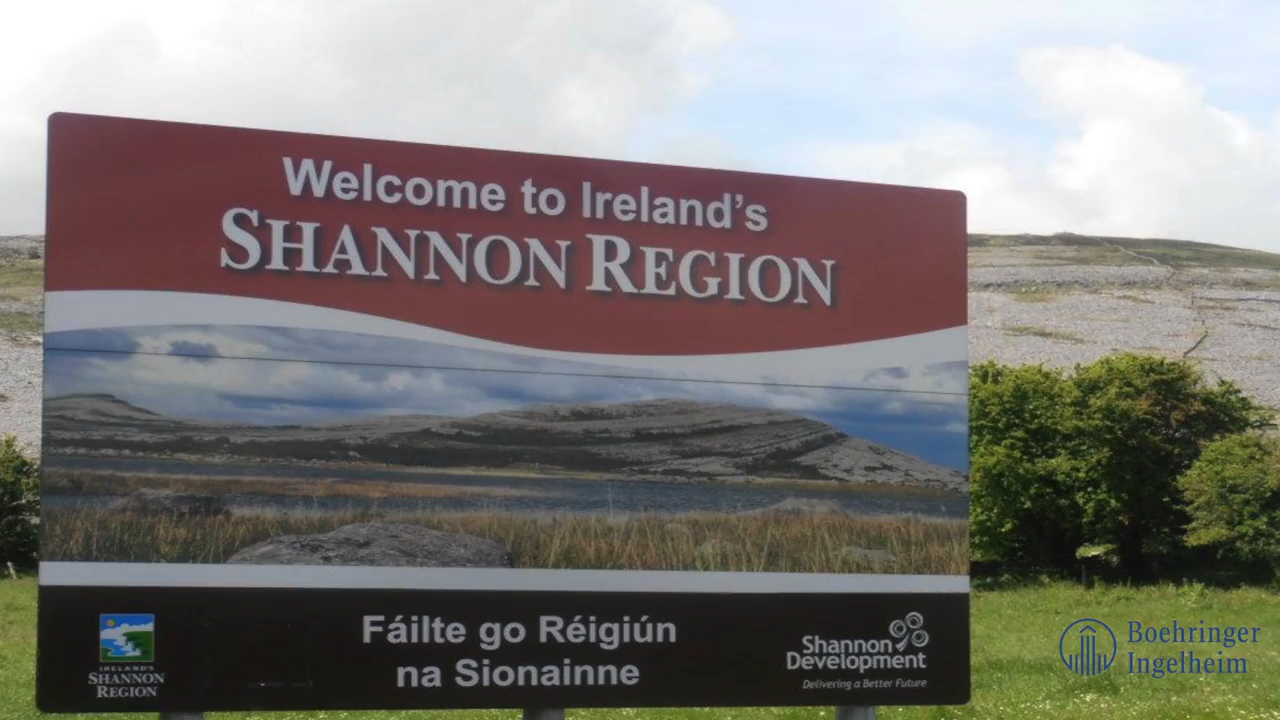 Welcome to Ireland's
SHANNON REGION
Fáilte go Réigiún
na Sionainne
IRELAND'S
SHANNON
REGION
Shannon
Development
Delivering a Better Future
Boehringer
Ingelheim